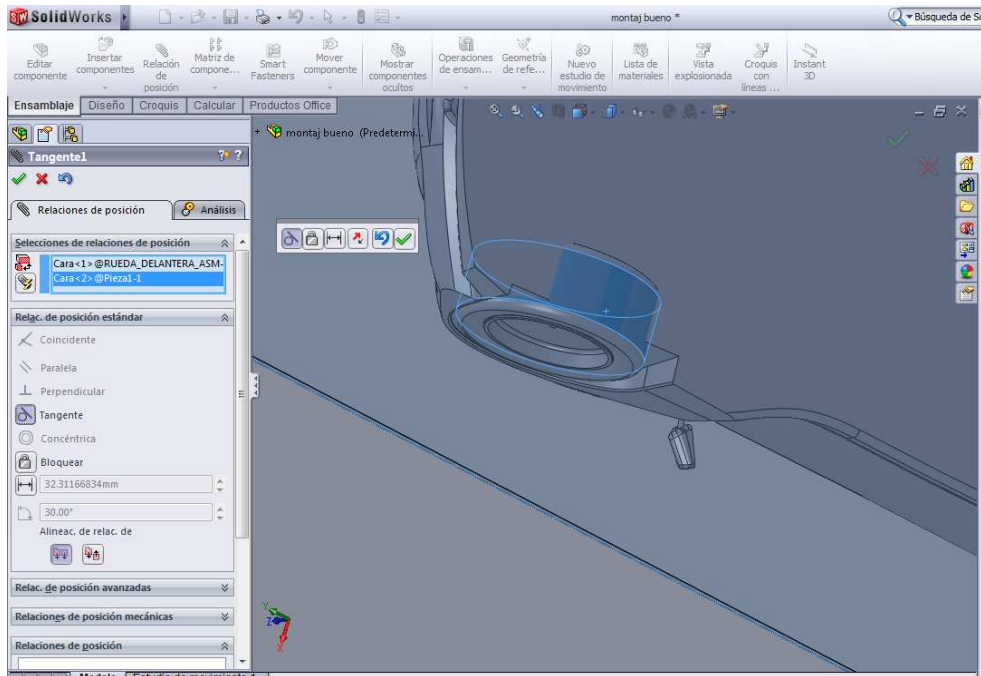 SolidWorks
montaj bueno *
Búsqueda de So
Editar componente
Insertar componentes
Relación de posición
Matriz de compone...
Smart Fasteners
Mover componente
Mostrar componentes ocultos
Operaciones de ensam...
Geometría de refe...
Nuevo estudio de movimiento
Lista de materiales
Vista explosionada
Croquis con líneas ...
Instant 3D
Ensamblaje Diseño Croquis Calcular Productos Office
montaj bueno (Predetermi...
Tangente1
Relaciones de posición Análisis
Selecciones de relaciones de posición
Cara<1>@RUEDA_DELANTERA_ASM-
Cara<2>@Pieza1-1
Relac. de posición estándar
Coincidente
Paralela
Perpendicular
Tangente
Concéntrica
Bloquear
32.31166834mm
30.00°
Alineac. de relac. de
Relac. de posición avanzadas
Relaciones de posición mecánicas
Relaciones de posición
Y
Z
X
Modelo Estudio de movimiento 1